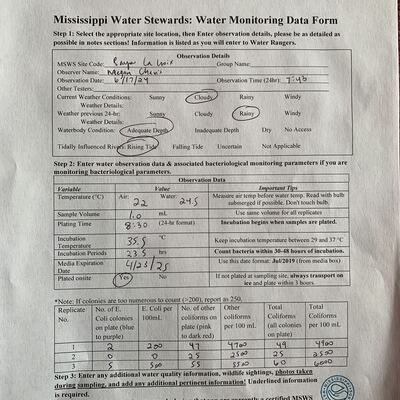 Mississippi Water Stewards: Water Monitoring Data Form
Step 1: Select the appropriate site location, then Enter observation details, please be as detailed as
possible in notes sections! Information is listed as you will enter to Water Rangers.
Observation Details
MSWS Site Code: La Group Name:
Observer Name: Megan
Observation Date: 6/17/24 Observation Time (24hr): 7:45
Other Testers:
Current Weather Conditions: Sunny Cloudy Rainy Windy
Weather Details:
Weather previous 24-hr: Sunny Cloudy Rainy Windy
Weather Details:
Waterbody Condition: Adequate Depth Inadequate Depth Dry No Access
Tidally Influenced Rivers: Rising Tide Falling Tide Uncertain Not Applicable
Step 2: Enter water observation data & associated bacteriological monitoring parameters if you are
monitoring bacteriological parameters.
Observation Data
Variable Value Important Tips
Temperature (°C) Air: 22 Water: 24.5 Measure air temp before water temp. Read with bulb
submerged if possible. Don't touch bulb.
Sample Volume 1.0 mL Use same volume for all replicates
Plating Time 8:30 (24-hr format) Incubation begins when samples are plated.
Incubation
Temperature 35.5 °C Keep incubation temperature between 29 and 37 °C
Incubation Periods 23.5 hrs Count bacteria within 30-48 hours of incubation.
Media Expiration
Date 4/23/25 Use this date format: Jul/2019 (from media box)
Plated onsite Yes No If not plated at sampling site, always transport on
ice and plate within 3 hours.
*Note: If colonies are too numerous to count (>200), report as 250.
Replicate
No. No. of E.
Coli colonies
on plate (blue
to purple) E. Coli per
100mL No. of other
coliforms on
plate (pink
to dark red) Other
coliforms
per 100 mL Total
Coliforms
(all colonies
on plate) Total
Coliforms
per 100 mL
1 2 200 47 4700 49 4900
2 0 0 25 2500 25 2500
3 5 500 55 5500 60 6000
Step 3: Enter any additional water quality information, wildlife sightings, photos taken
during sampling, and add any additional pertinent information! Underlined information
is required.